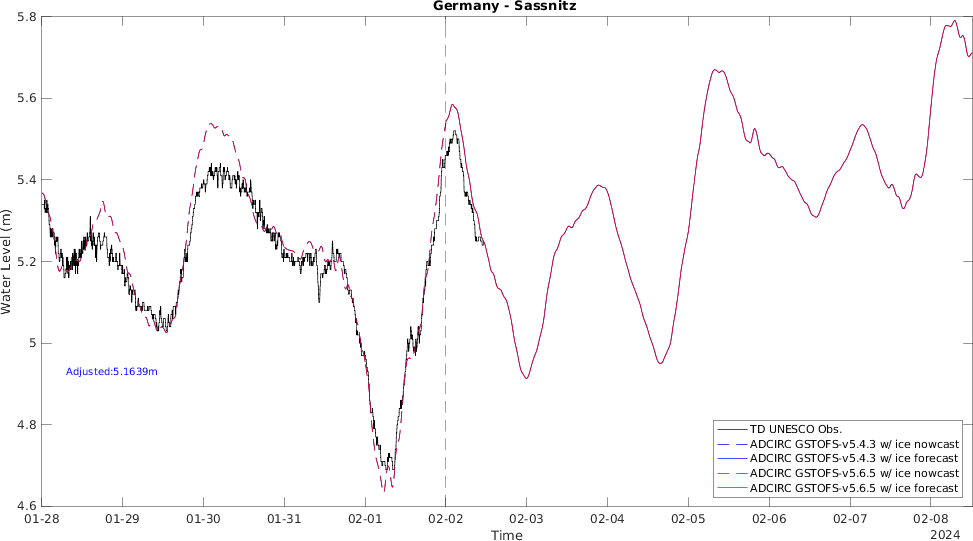 Germany - Sassnitz
5.8
5.6
5.4
5.2
5
4.8
4.6
Water Level (m)
Adjusted:5.1639m
TD UNESCO Obs.
ADCIRC GSTOFS-v5.4.3 w/ ice nowcast
ADCIRC GSTOFS-v5.4.3 w/ ice forecast
ADCIRC GSTOFS-v5.6.5 w/ ice nowcast
ADCIRC GSTOFS-v5.6.5 w/ ice forecast
01-28 01-29 01-30 01-31 02-01 02-02 02-03 02-04 02-05 02-06 02-07 02-08
Time
2024